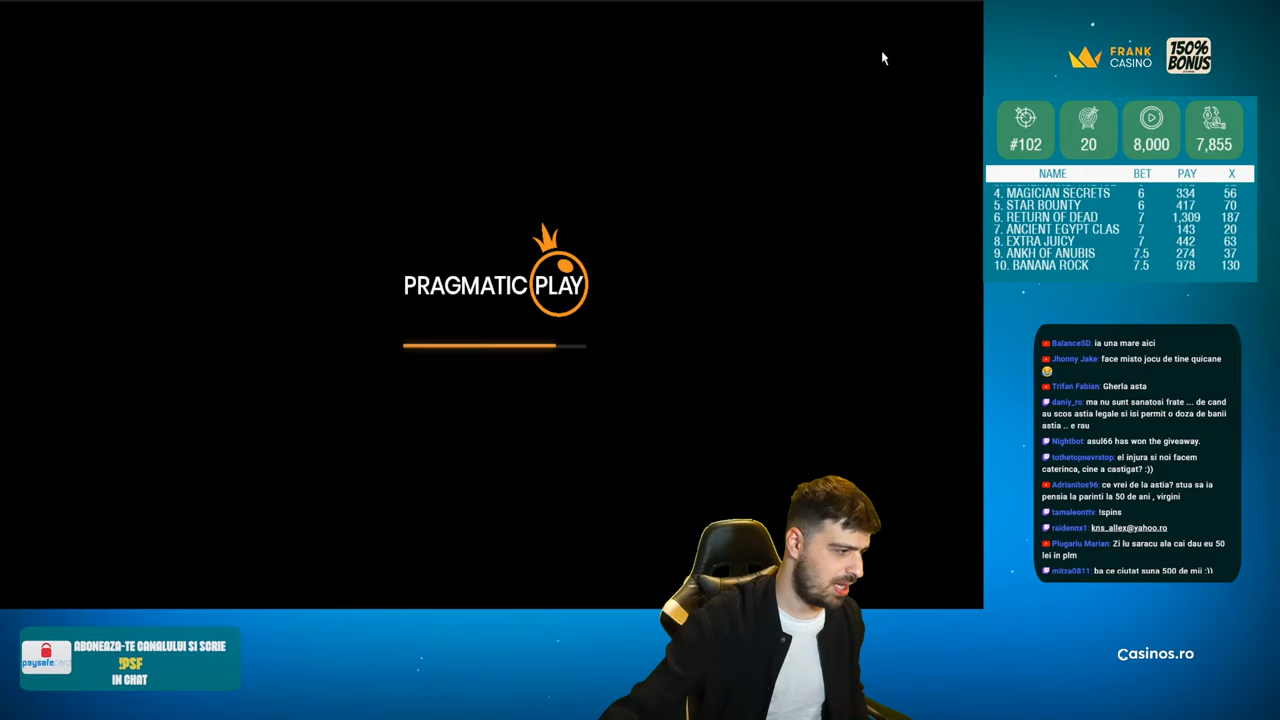 PRAGMATIC PLAY
FRANK
CASINO
150%
BONUS
#102
20
8,000
7,855
NAME BET PAY X
4. MAGICIAN SECRETS 6 334 56
5. STAR BOUNTY 6 417 70
6. RETURN OF DEAD 7 1,309 187
7. ANCIENT EGYPT CLAS 7 143 20
8. EXTRA JUICY 7 442 63
9. ANKH OF ANUBIS 7.5 274 37
10. BANANA ROCK 7.5 978 130
BalanceSD: ia una mare aici
Jhonny Jake: face misto jocu de tine quicane
Trifan Fabian: Gherla asta
daniy_ro: ma nu sunt sanatosi frate ... de cand
au scos astia legale si isi permit o doza de banii
astia .. e rau
Nightbot: asul66 has won the giveaway.
tothetopnevrstop: el injura si noi facem
caterinca, cine a castigat? :))
Adrianitos96: ce vrei de la astia? stua sa ia
pensia la parinti la 50 de ani , virgini
tamaleonttv: !spins
raidennx1: kns_allex@yahoo.ro
Plugariu Marian: Zi lu saracu ala cai dau eu 50
lei in plm
mitza0811: ba ce ciutat suna 500 de mii :))
paysafecard
ABONEAZA-TE CANALULUI SI SCRIE
!PSF
IN CHAT
Casinos.ro